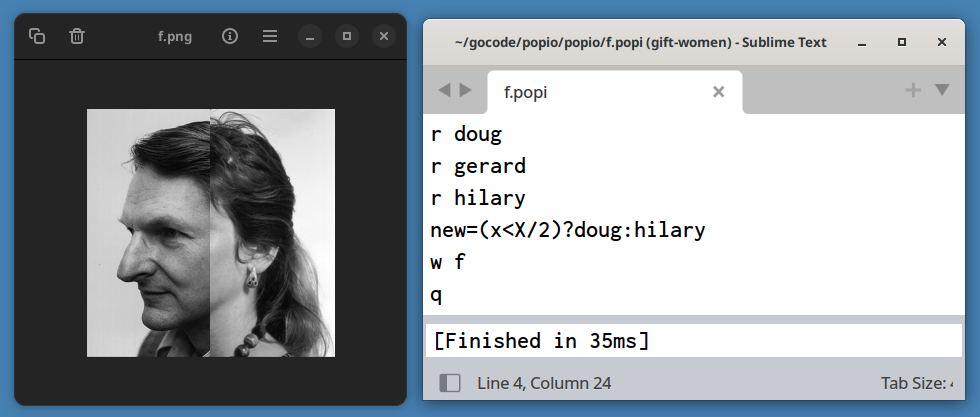 f.png
~/gocode/popio/popio/f.popi (gift-women) - Sublime Text
f.popi
r doug
r gerard
r hilary
new=(x<X/2)?doug:hilary
w f
q
[Finished in 35ms]
Line 4, Column 24
Tab Size: